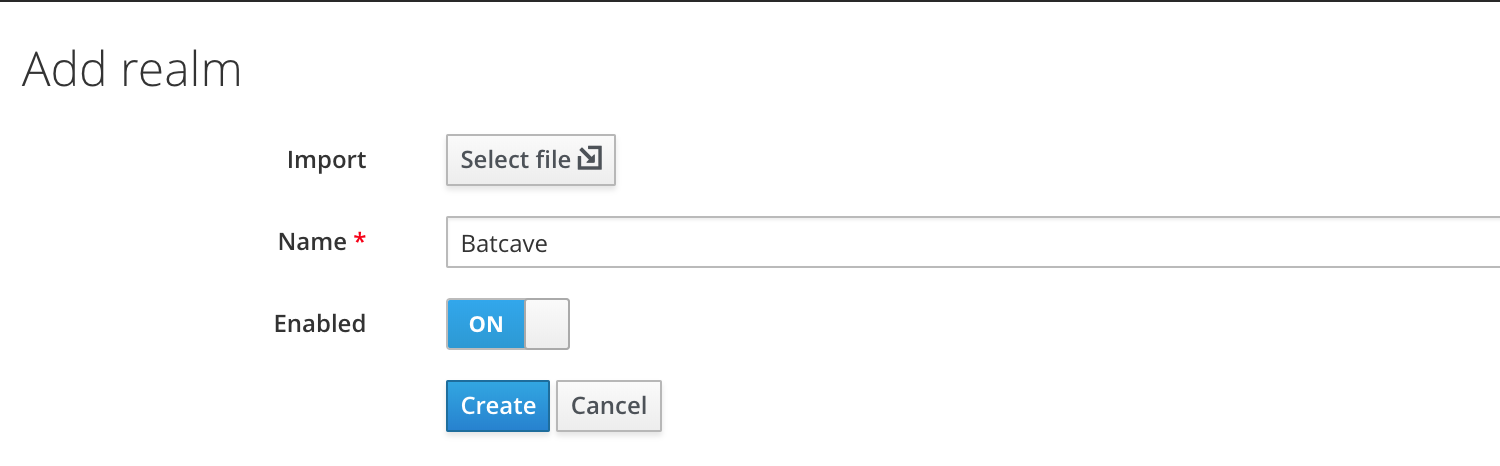 Add realm
Import Select file
Name * Batcave
Enabled ON
Create Cancel